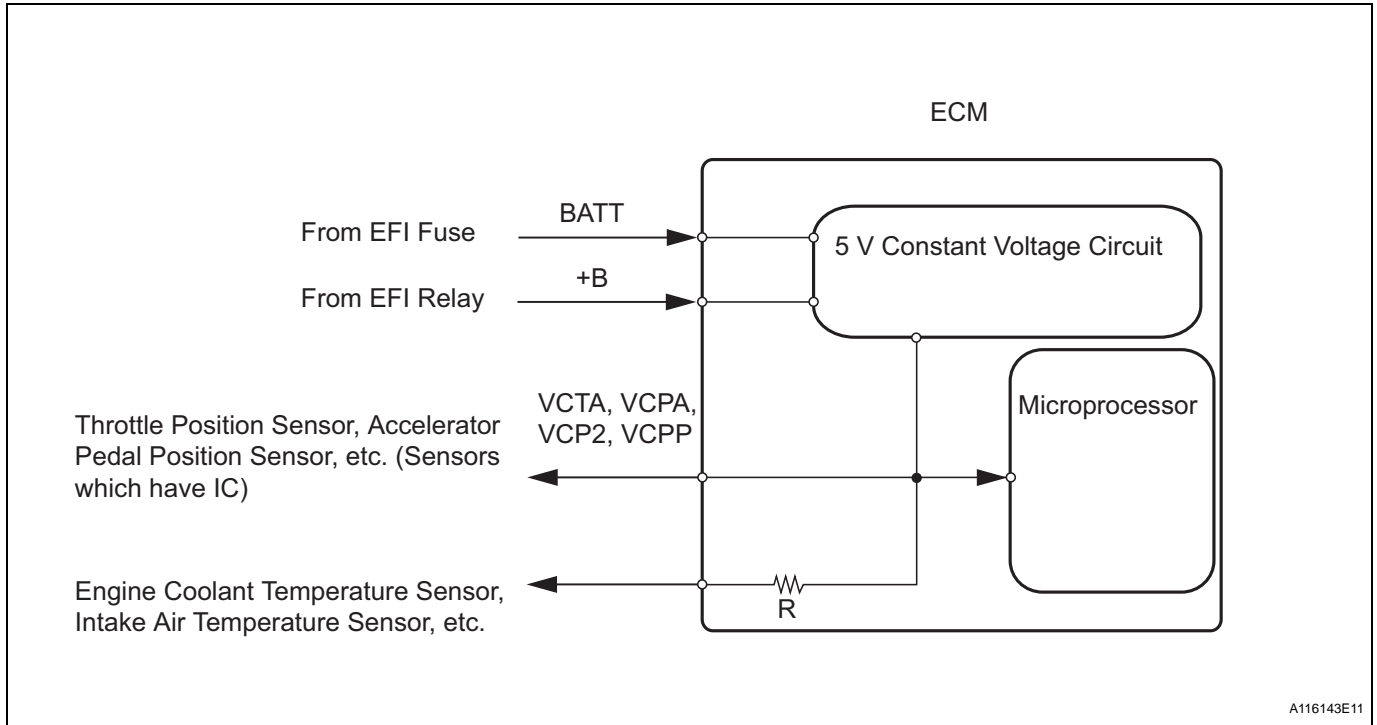 ECM
From EFI Fuse
BATT
5 V Constant Voltage Circuit
From EFI Relay
+B
Microprocessor
VCTA, VCPA,
VCP2, VCPP
Throttle Position Sensor, Accelerator
Pedal Position Sensor, etc. (Sensors
which have IC)
Engine Coolant Temperature Sensor,
Intake Air Temperature Sensor, etc.
R
A116143E11